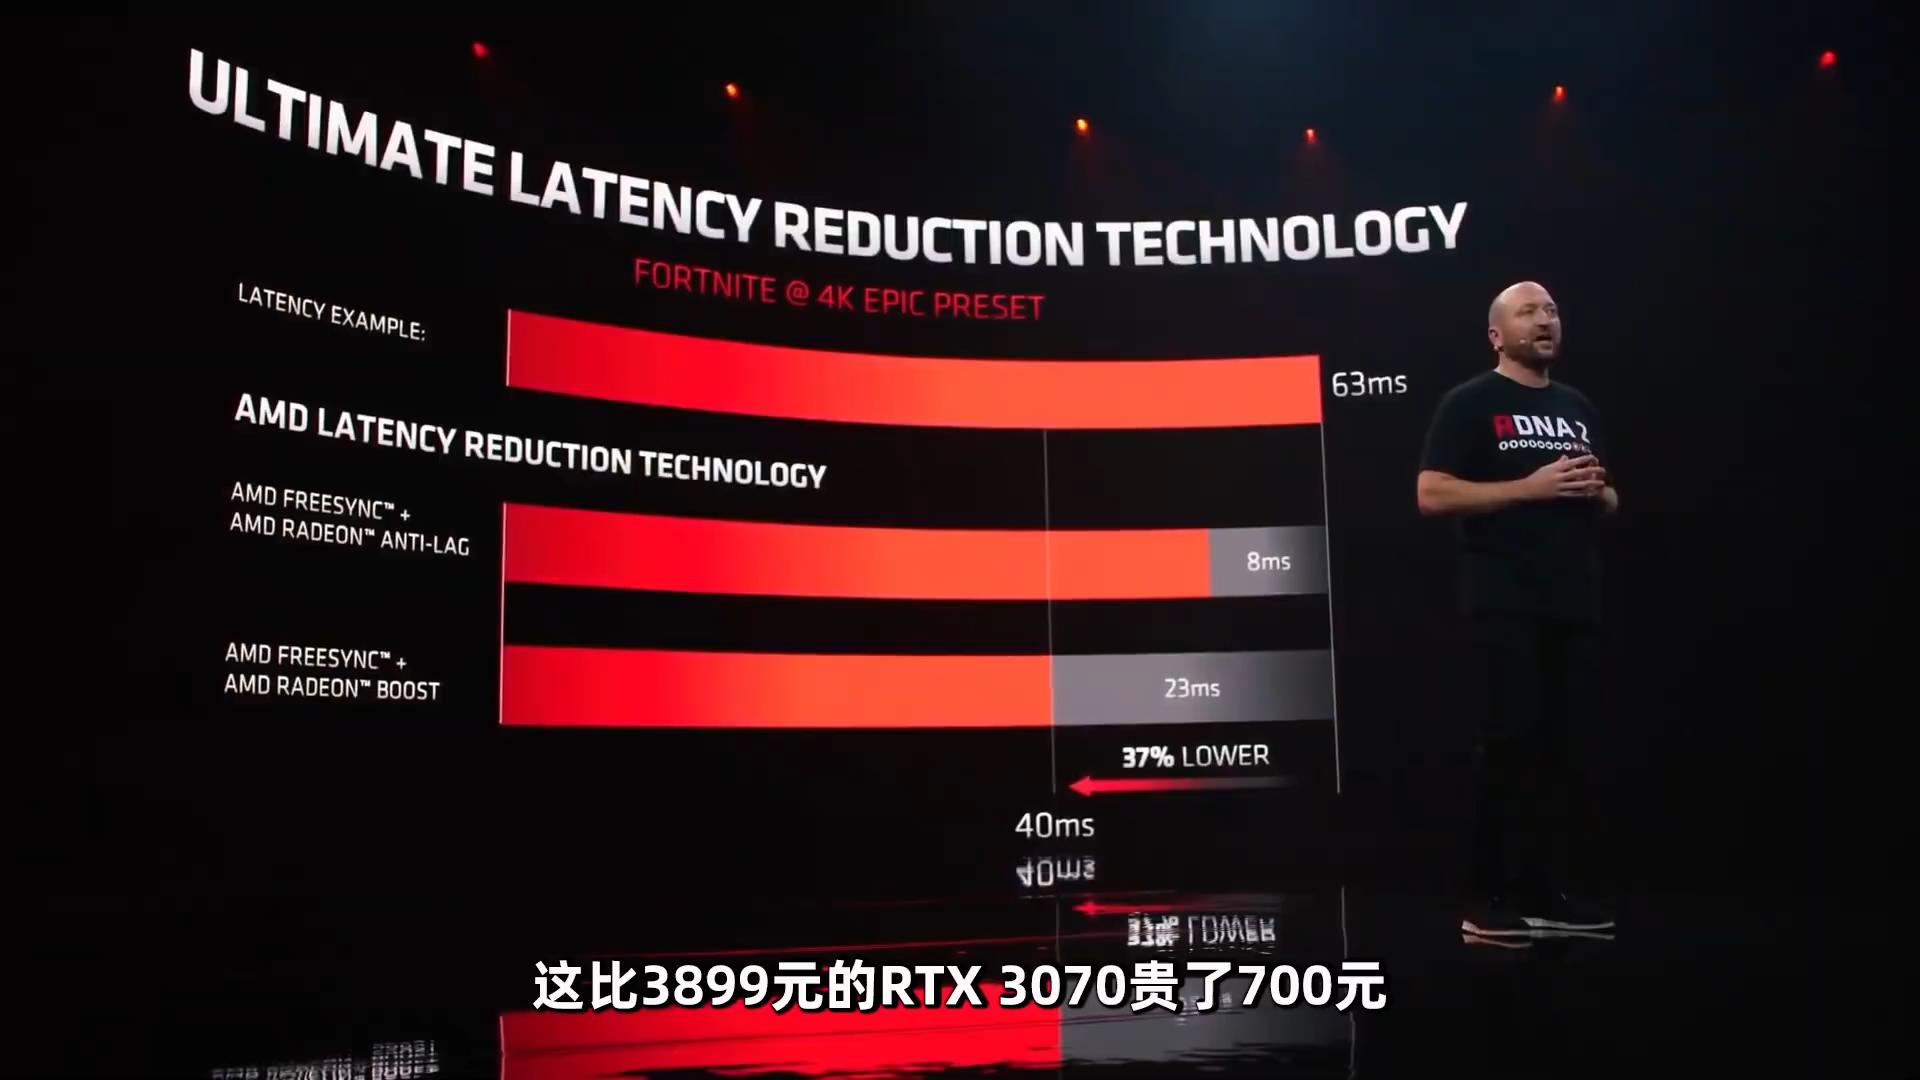 ULTIMATE LATENCY REDUCTION TECHNOLOGY
FORTNITE @ 4K EPIC PRESET
LATENCY EXAMPLE:
63ms
AMD LATENCY REDUCTION TECHNOLOGY
AMD FREESYNC™ +
AMD RADEON™ ANTI-LAG
8ms
AMD FREESYNC™ +
AMD RADEON™ BOOST
23ms
37% LOWER
40ms
RDNA 2
这比3899元的RTX 3070贵了700元